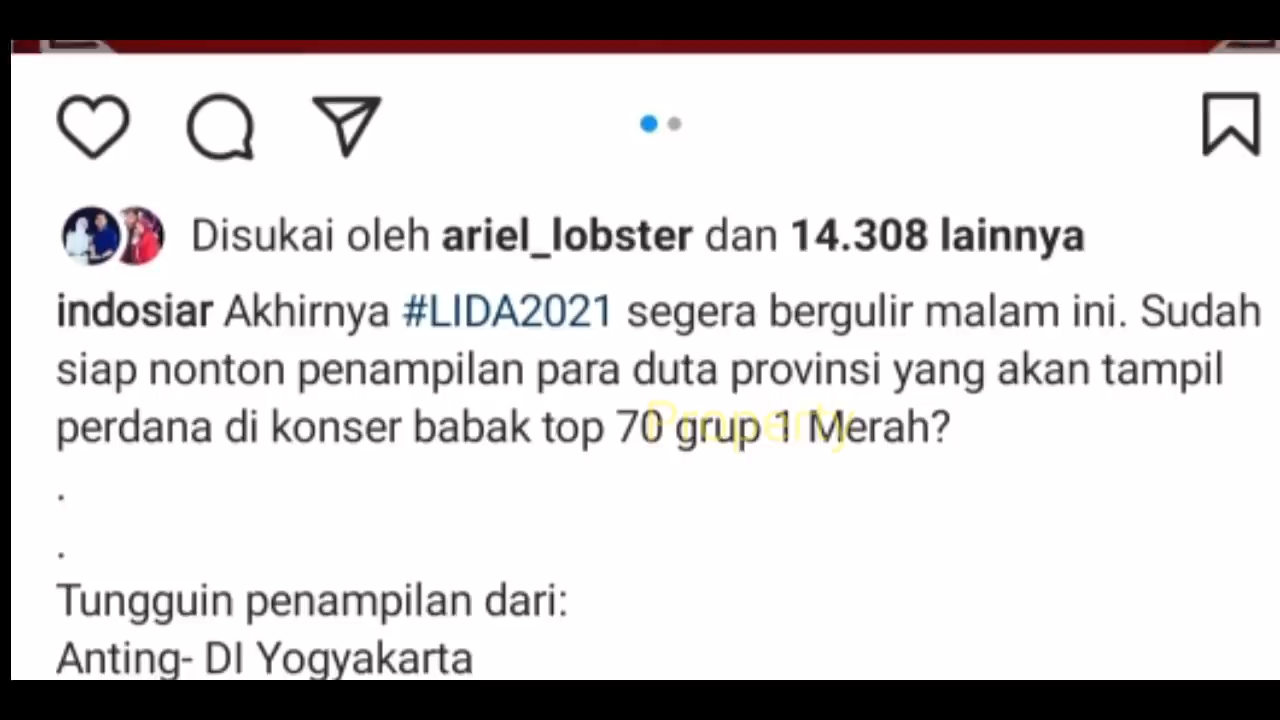 Disukai oleh ariel_lobster dan 14.308 lainnya
indosiar Akhirnya #LIDA2021 segera bergulir malam ini. Sudah
siap nonton penampilan para duta provinsi yang akan tampil
perdana di konser babak top 70 grup 1 Merah?
Property
.
.
Tungguin penampilan dari:
Anting- DI Yogyakarta